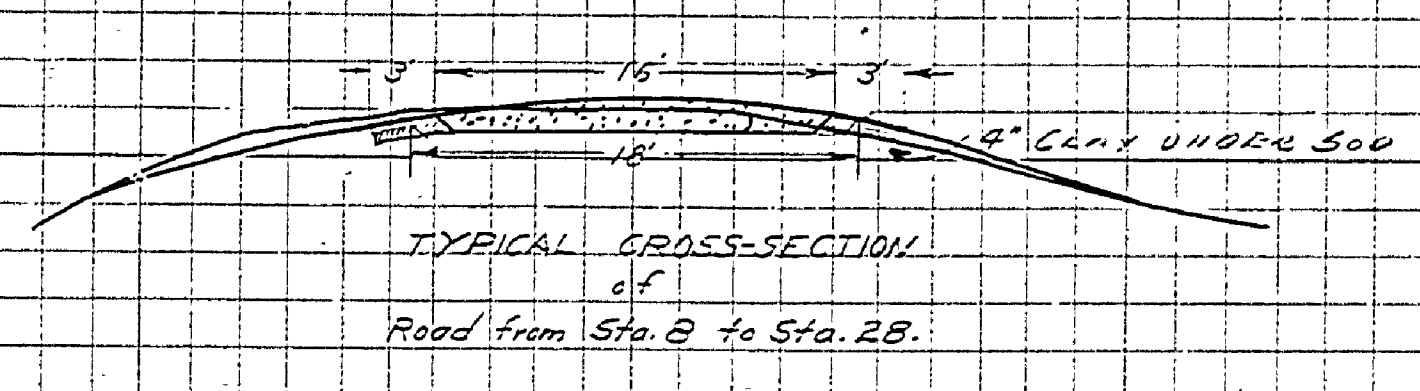 3' 15' 3'
18' 4" CLAY UNDER SOD
TYPICAL CROSS-SECTION
of
Road from Sta. 8 to Sta. 28.